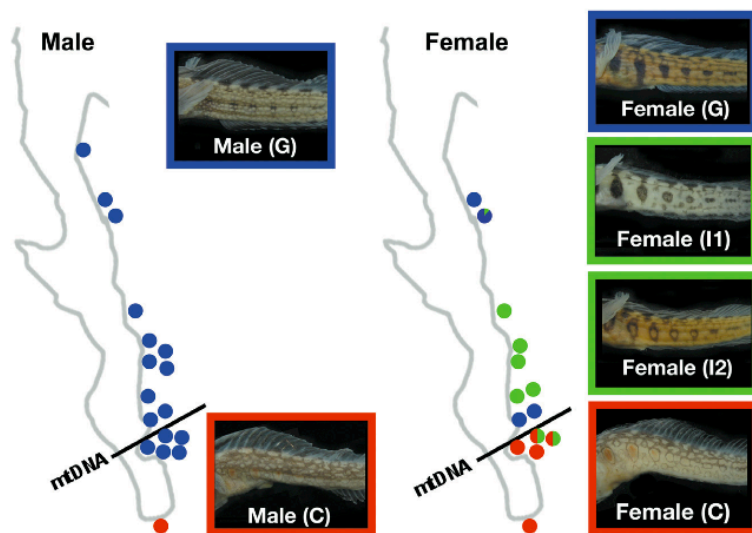 Male
Female
Male (G)
Female (G)
Female (I1)
Female (I2)
mtDNA
mtDNA
Male (C)
Female (C)